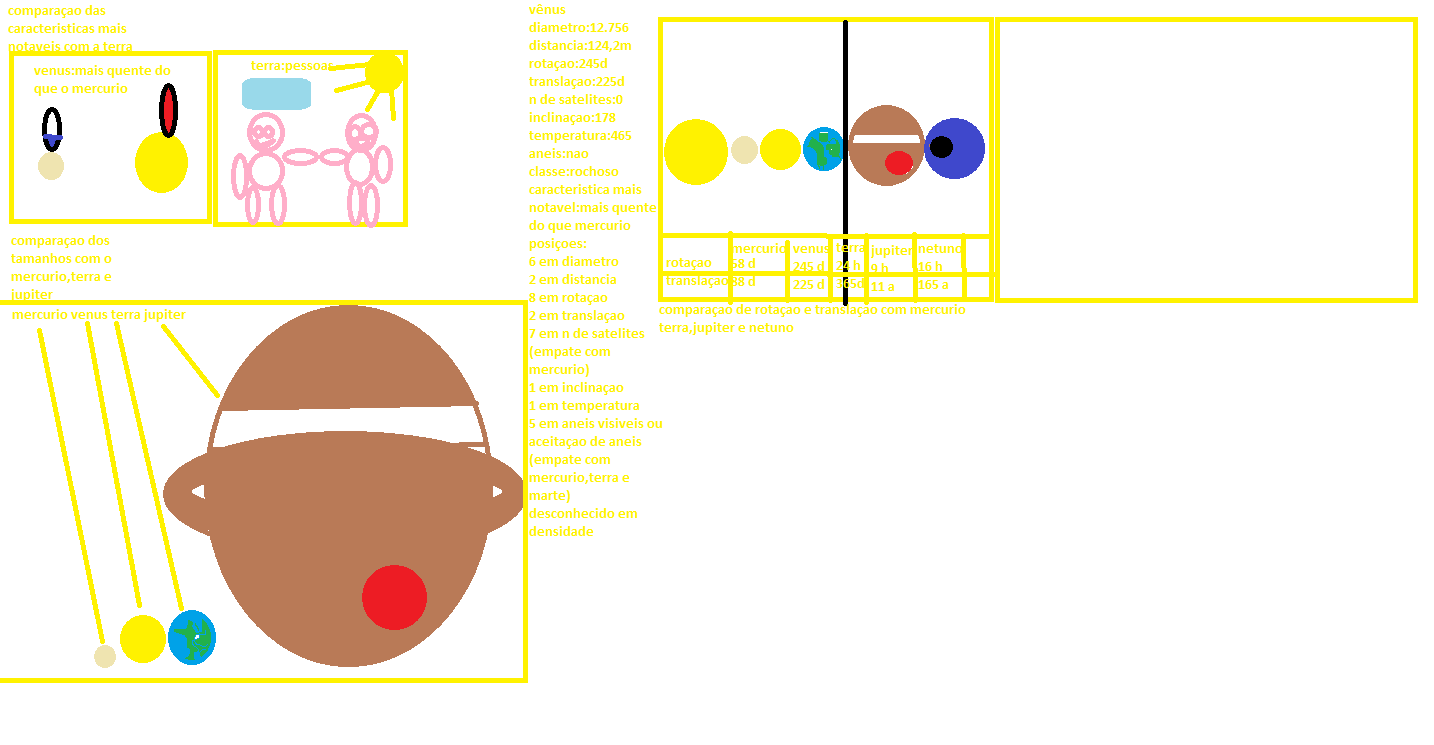 comparaçao das
caracteristicas mais
notaveis com a terra
venus:mais quente do
que o mercurio
terra:pessoas
comparaçao dos
tamanhos com o
mercurio,terra e
jupiter
mercurio venus terra jupiter
vênus
diametro:12.756
distancia:124,2m
rotaçao:245d
translaçao:225d
n de satelites:0
inclinaçao:178
temperatura:465
aneis:nao
classe:rochoso
caracteristica mais
notavel:mais quente
do que mercurio
posiçoes:
6 em diametro
2 em distancia
8 em rotaçao
2 em translaçao
7 em n de satelites
(empate com
mercurio)
1 em inclinaçao
1 em temperatura
5 em aneis visiveis ou
aceitaçao de aneis
(empate com
mercurio,terra e
marte)
desconhecido em
densidade
mercurio venus terra jupiter netuno
rotaçao 58 d 245 d 24 h 9 h 16 h
translaçao 88 d 225 d 365d 11 a 165 a
comparaçao de rotaçao e translaçao com mercurio
terra,jupiter e netuno